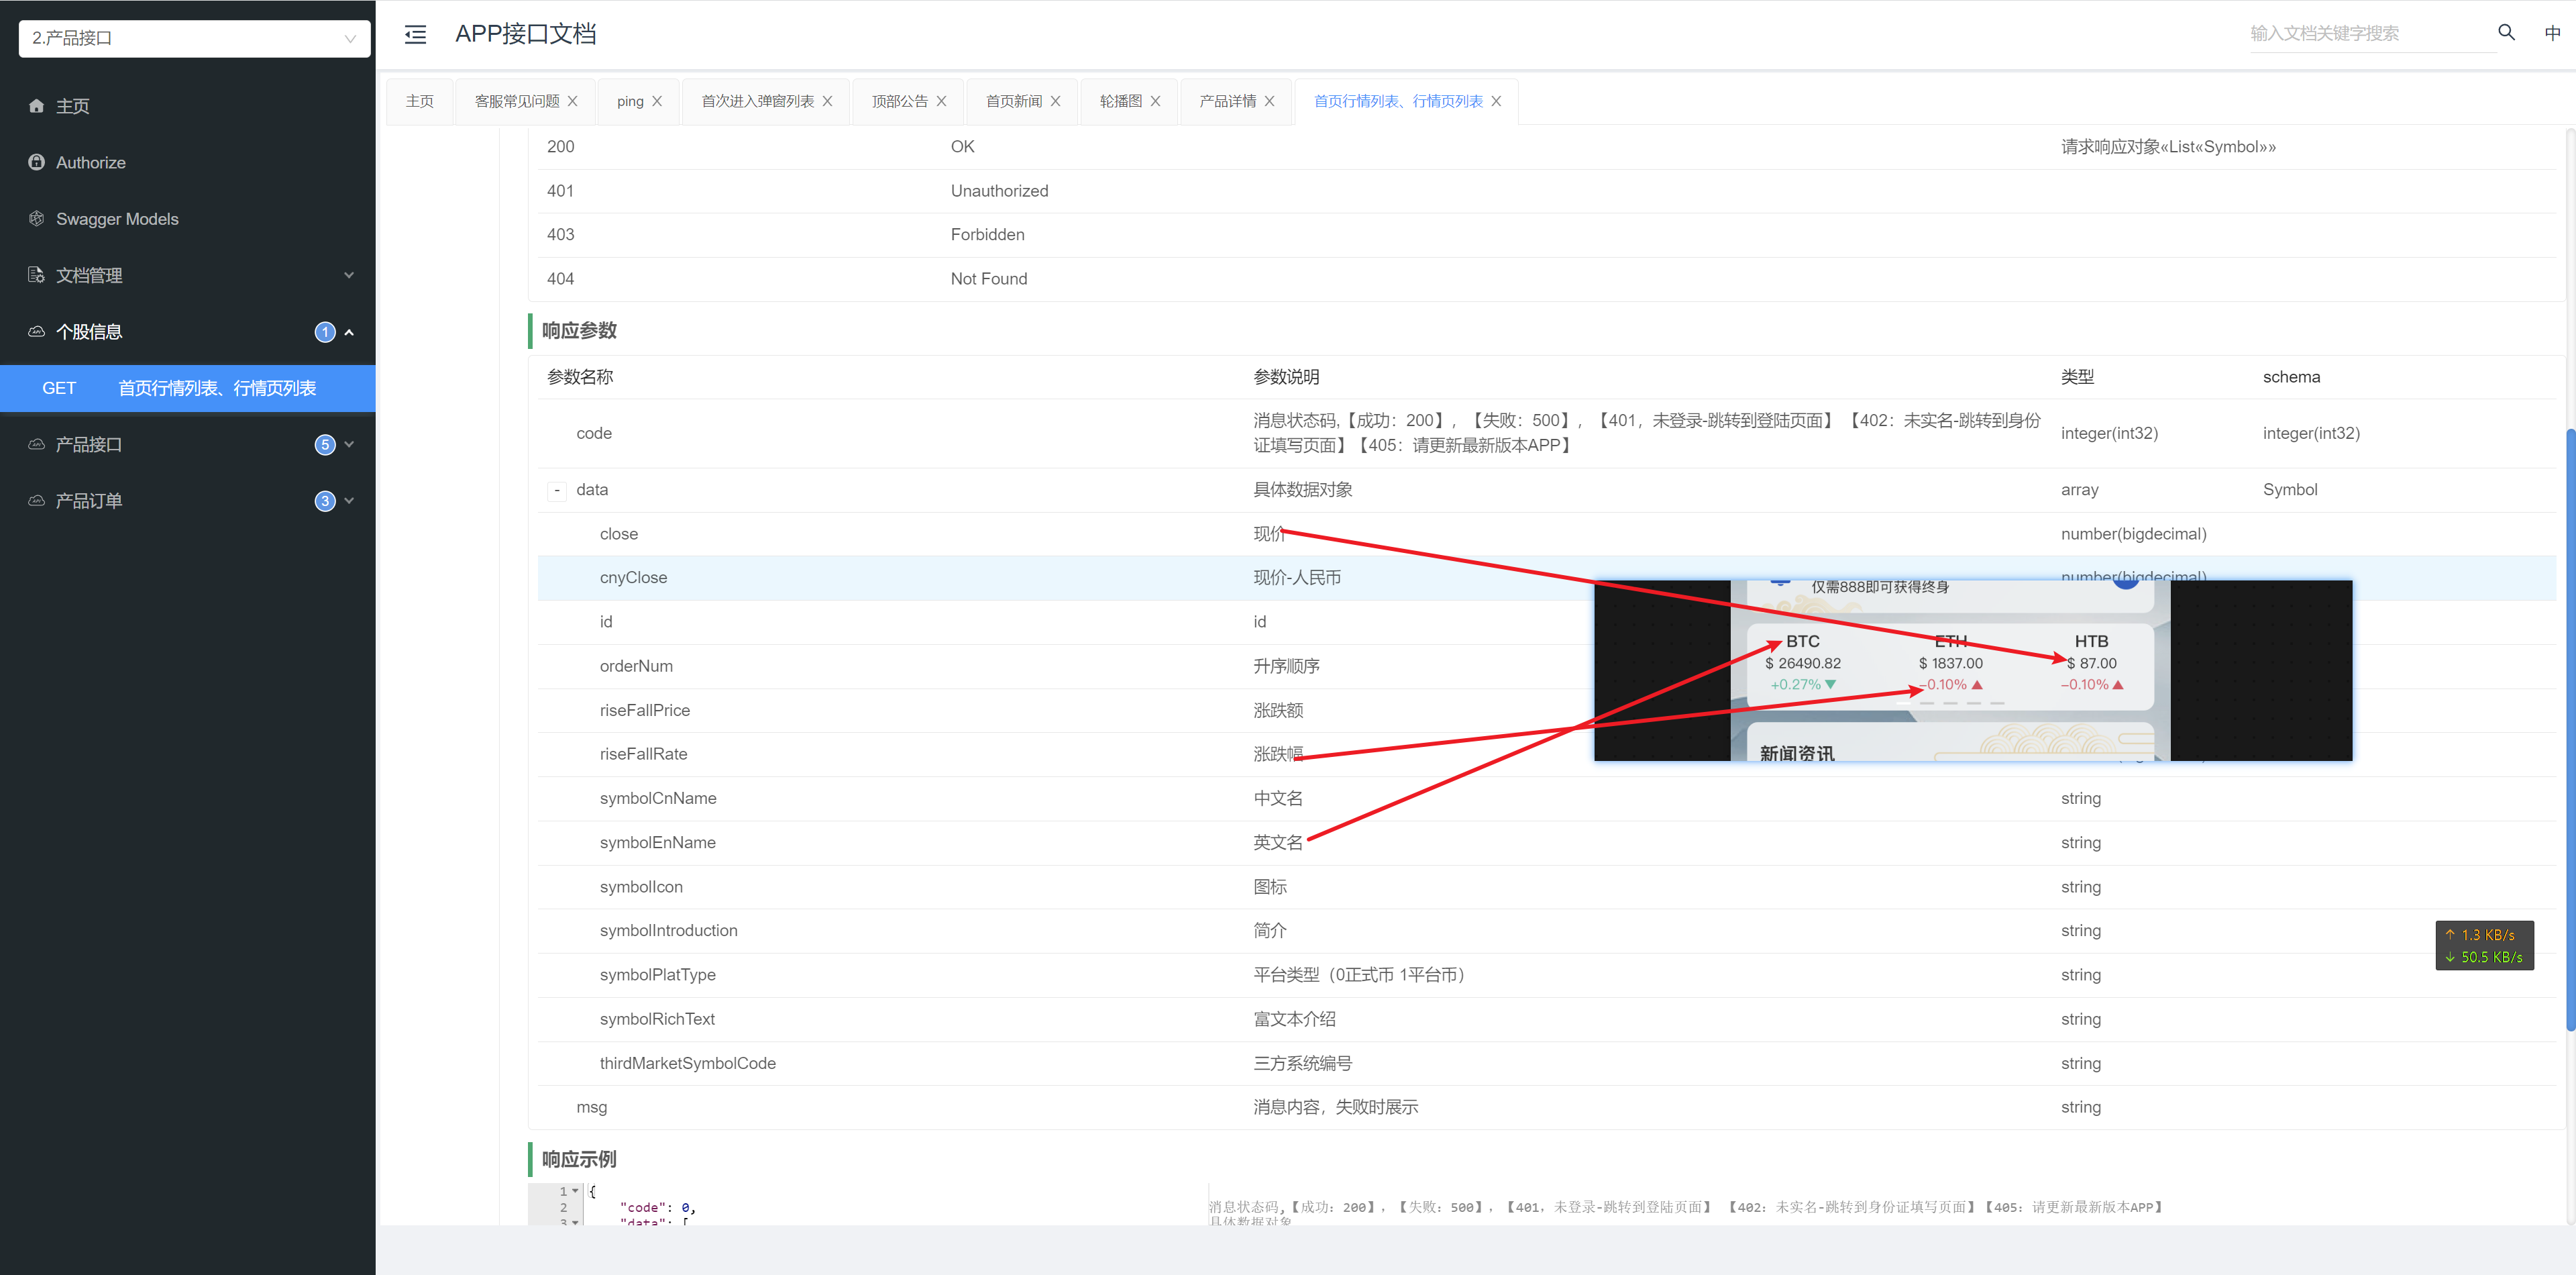 2.产品接口
APP接口文档
输入文档关键字搜索
中
主页
Authorize
Swagger Models
文档管理
个股信息
1
GET 首页行情列表、行情页列表
产品接口
5
产品订单
3
主页
客服常见问题
ping
首次进入弹窗列表
顶部公告
首页新闻
轮播图
产品详情
首页行情列表、行情页列表
200 OK 请求响应对象«List«Symbol»»
401 Unauthorized
403 Forbidden
404 Not Found
响应参数
参数名称 参数说明 类型 schema
code 消息状态码,【成功：200】，【失败：500】，【401，未登录-跳转到登陆页面】 【402：未实名-跳转到身份
证填写页面】【405：请更新最新版本APP】 integer(int32) integer(int32)
- data 具体数据对象 array Symbol
close 现价 number(bigdecimal)
cnyClose 现价-人民币 number(bigdecimal)
id id
orderNum 升序顺序
riseFallPrice 涨跌额
riseFallRate 涨跌幅
symbolCnName 中文名 string
symbolEnName 英文名 string
symbolIcon 图标 string
symbolIntroduction 简介 string
symbolPlatType 平台类型（0正式币 1平台币） string
symbolRichText 富文本介绍 string
thirdMarketSymbolCode 三方系统编号 string
msg 消息内容，失败时展示 string
仅需888即可获得终身
BTC ETH HTB
$ 26490.82 $ 1837.00 $ 87.00
+0.27% −0.10% −0.10%
新闻资讯
↑ 1.3 KB/s
↓ 50.5 KB/s
响应示例
1 {
2 "code": 0, 消息状态码,【成功：200】，【失败：500】，【401，未登录-跳转到登陆页面】 【402：未实名-跳转到身份证填写页面】【405：请更新最新版本APP】
3 "data": [ 具体数据对象